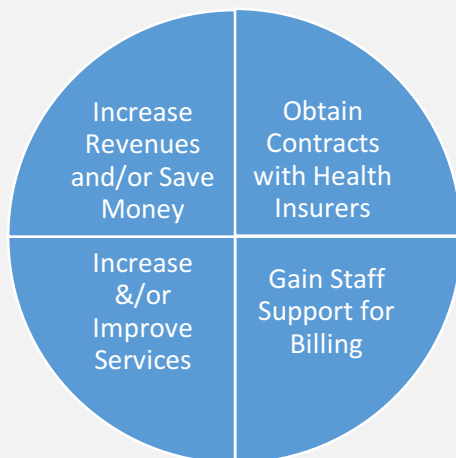 Increase
Revenues
and/or Save
Money
Obtain
Contracts
with Health
Insurers
Increase
&/or
Improve
Services
Gain Staff
Support for
Billing